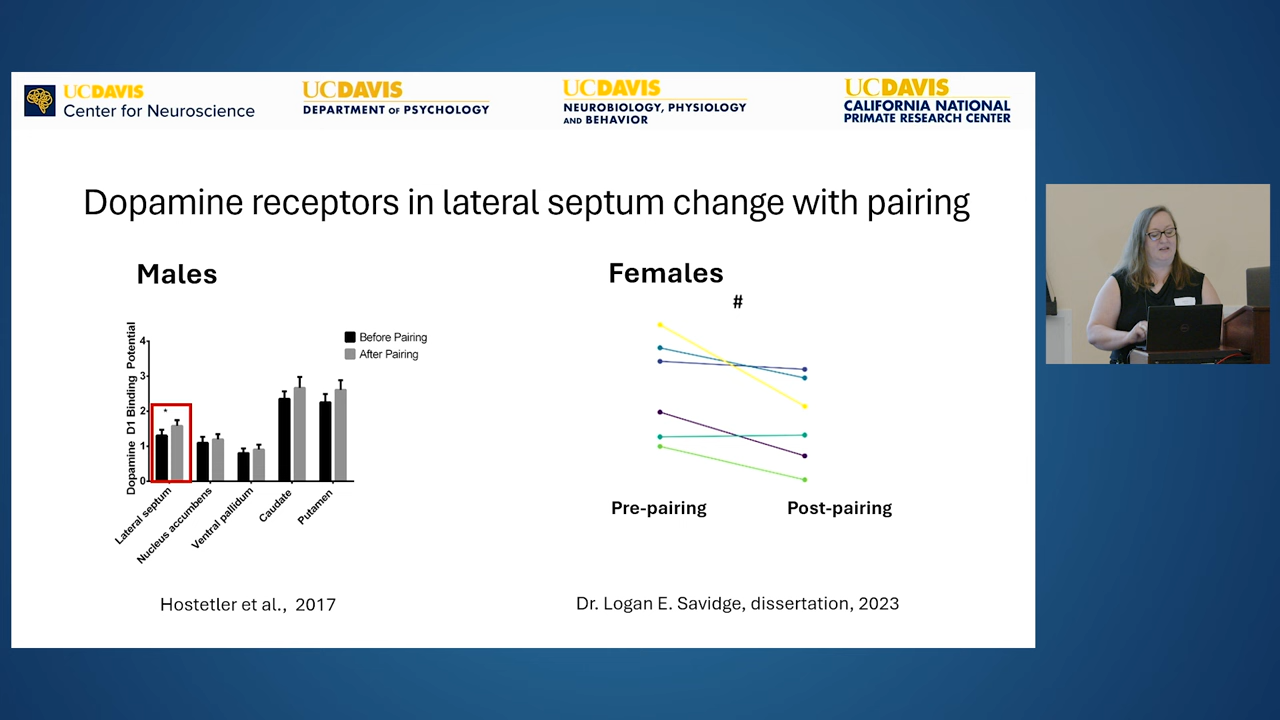 UCDAVIS
Center for Neuroscience
UCDAVIS
DEPARTMENT OF PSYCHOLOGY
UCDAVIS
NEUROBIOLOGY, PHYSIOLOGY
AND BEHAVIOR
UCDAVIS
CALIFORNIA NATIONAL
PRIMATE RESEARCH CENTER
Dopamine receptors in lateral septum change with pairing
Males
Dopamine D1 Binding Potential
4
3
2
1
0
*
Before Pairing
After Pairing
Lateral septum
Nucleus accumbens
Ventral pallidum
Caudate
Putamen
Hostetler et al., 2017
Females
#
Pre-pairing
Post-pairing
Dr. Logan E. Savidge, dissertation, 2023